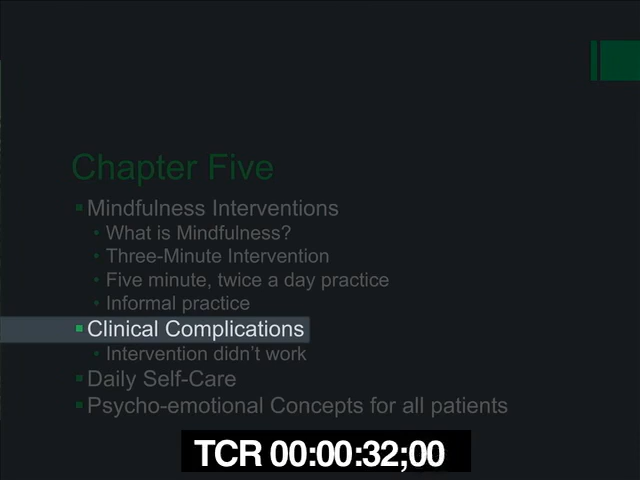 Chapter Five
▪Mindfulness Interventions
• What is Mindfulness?
• Three-Minute Intervention
• Five minute, twice a day practice
• Informal practice
▪Clinical Complications
• Intervention didn’t work
▪Daily Self-Care
▪Psycho-emotional Concepts for all patients
TCR 00:00:32;00